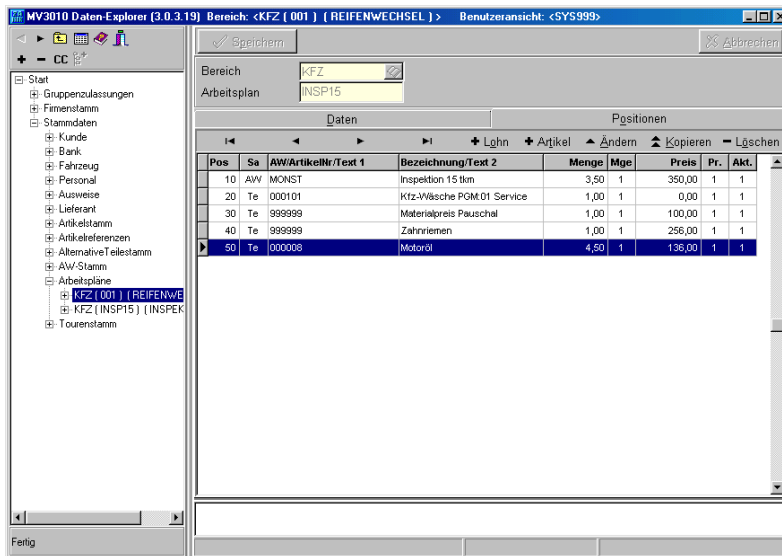 MV3010 Daten-Explorer (3.0.3.19) Bereich: <KFZ ( 001 ) ( REIFENWECHSEL ) > Benutzeransicht: <SYS999>
CC
Speichern
Abbrechen
Bereich KFZ
Arbeitsplan INSP15
Daten Positionen
Lohn Artikel Ändern Kopieren Löschen
Start
Gruppenzulassungen
Firmenstamm
Stammdaten
Kunde
Bank
Fahrzeug
Personal
Ausweise
Lieferant
Artikelstamm
Artikelreferenzen
AlternativeTeilestamm
AW-Stamm
Arbeitspläne
KFZ ( 001 ) ( REIFENWE
KFZ ( INSP15 ) ( INSPEK
Tourenstamm
Pos Sa AW/ArtikelNr/Text 1 Bezeichnung/Text 2 Menge Mge Preis Pr. Akt.
10 AW MONST Inspektion 15 tkm 3,50 1 350,00 1 1
20 Te 000101 Kfz-Wäsche PGM:01 Service 1,00 1 0,00 1 1
30 Te 999999 Materialpreis Pauschal 1,00 1 100,00 1 1
40 Te 999999 Zahnriemen 1,00 1 256,00 1 1
50 Te 000008 Motoröl 4,50 1 136,00 1 1
Fertig